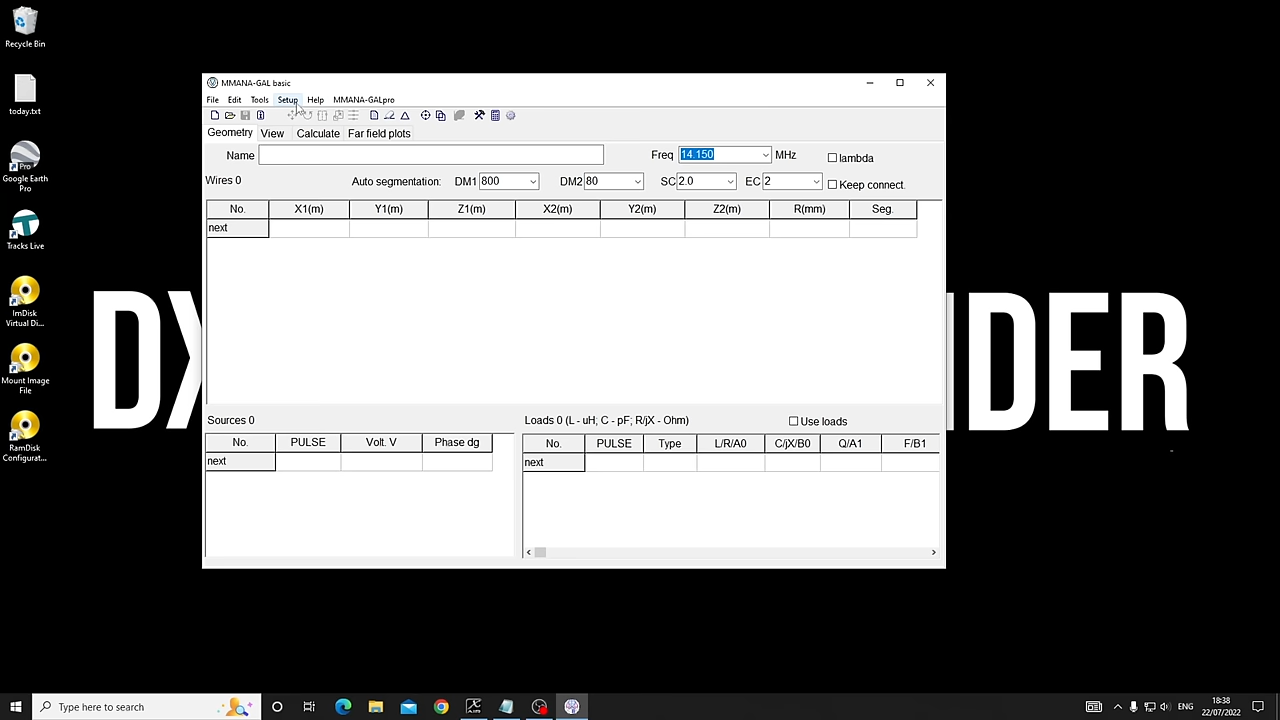 Recycle Bin
today.txt
Google Earth
Pro
Tracks Live
ImDisk
Virtual Di...
Mount Image
File
RamDisk
Configurat...
MMANA-GAL basic
File Edit Tools Setup Help MMANA-GALpro
Geometry View Calculate Far field plots
Name Freq 14.150 MHz lambda
Wires 0 Auto segmentation: DM1 800 DM2 80 SC 2.0 EC 2 Keep connect.
No. X1(m) Y1(m) Z1(m) X2(m) Y2(m) Z2(m) R(mm) Seg.
next
DX
NDER
Sources 0
No. PULSE Volt. V Phase dg
next
Loads 0 (L - uH; C - pF; R/jX - Ohm) Use loads
No. PULSE Type L/R/A0 C/jX/B0 Q/A1 F/B1
next
Type here to search
ENG
18:38
22/07/2022